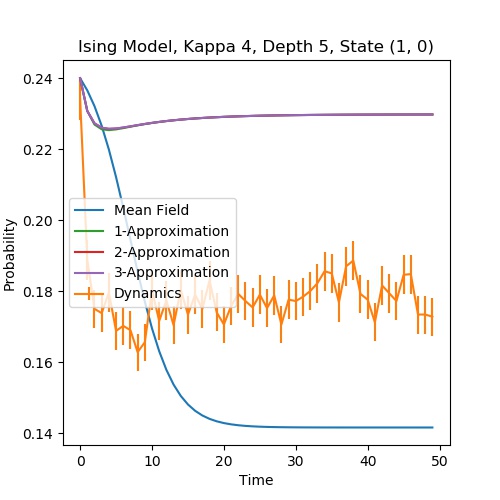 Ising Model, Kappa 4, Depth 5, State (1, 0)
0.24
0.22
0.20
0.18
0.16
0.14
Probability
Mean Field
1-Approximation
2-Approximation
3-Approximation
Dynamics
0 10 20 30 40 50
Time